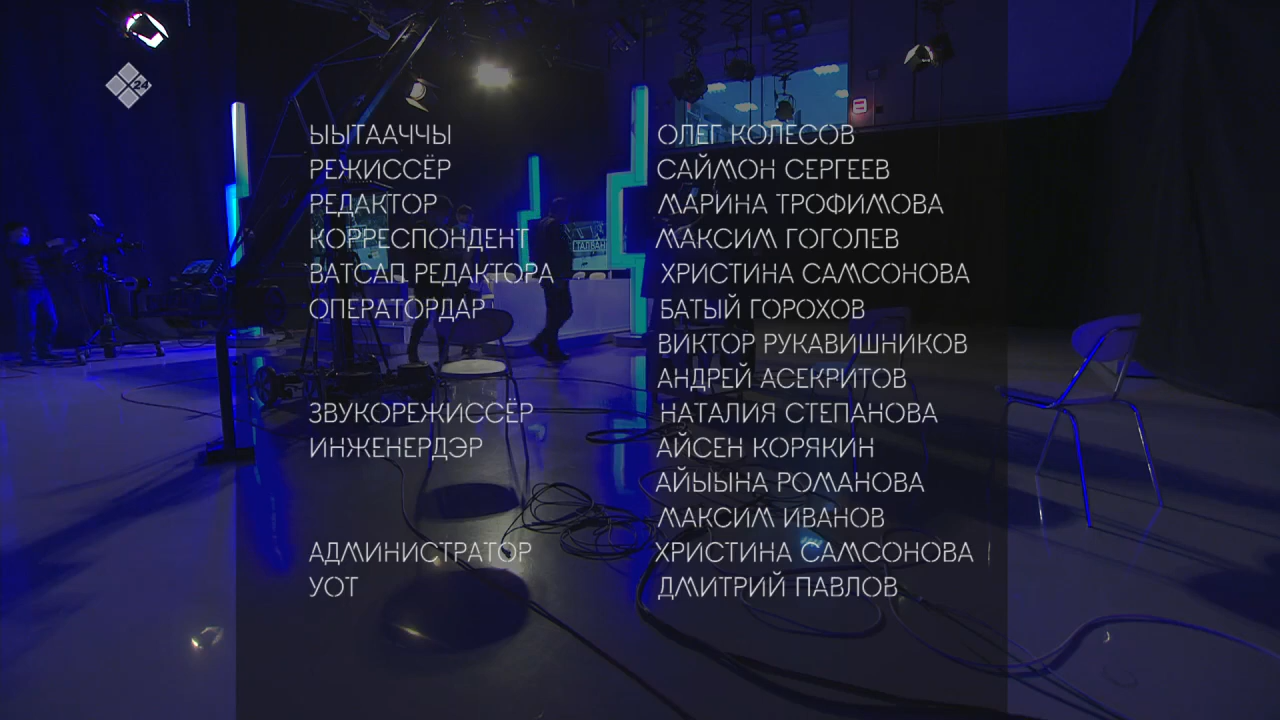 24
ЫЫТААЧЧЫ ОЛЕГ КОЛЕСОВ
РЕЖИССЁР САЙМОН СЕРГЕЕВ
РЕДАКТОР МАРИНА ТРОФИМОВА
КОРРЕСПОНДЕНТ МАКСИМ ГОГОЛЕВ
ВАТСАП РЕДАКТОРА ХРИСТИНА САМСОНОВА
ОПЕРАТОРДАР БАТЫЙ ГОРОХОВ
ВИКТОР РУКАВИШНИКОВ
АНДРЕЙ АСЕКРИТОВ
ЗВУКОРЕЖИССЁР НАТАЛИЯ СТЕПАНОВА
ИНЖЕНЕРДЭР АЙСЕН КОРЯКИН
АЙЫЫНА РОМАНОВА
МАКСИМ ИВАНОВ
АДМИНИСТРАТОР ХРИСТИНА САМСОНОВА
УОТ ДМИТРИЙ ПАВЛОВ